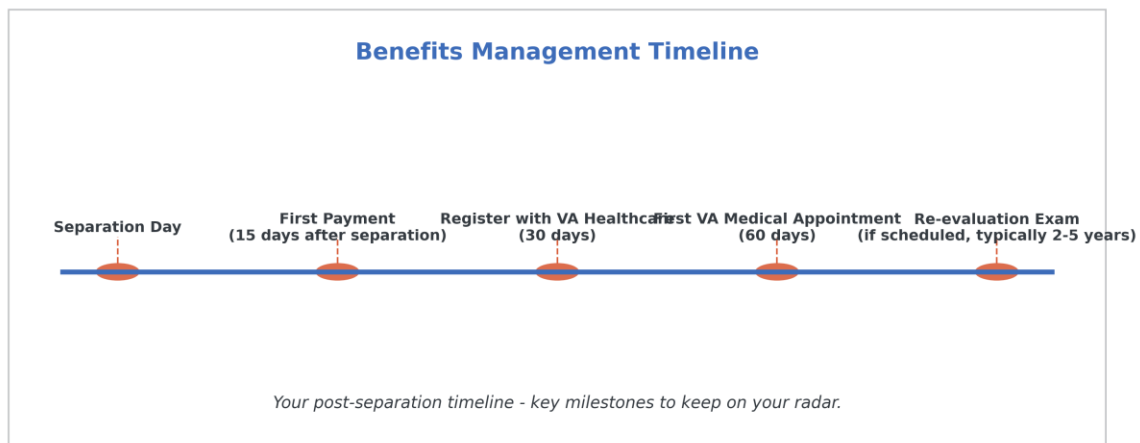 Benefits Management Timeline
Separation Day
First Payment
(15 days after separation)
Register with VA Healthcare
(30 days)
First VA Medical Appointment
(60 days)
Re-evaluation Exam
(if scheduled, typically 2-5 years)
Your post-separation timeline - key milestones to keep on your radar.